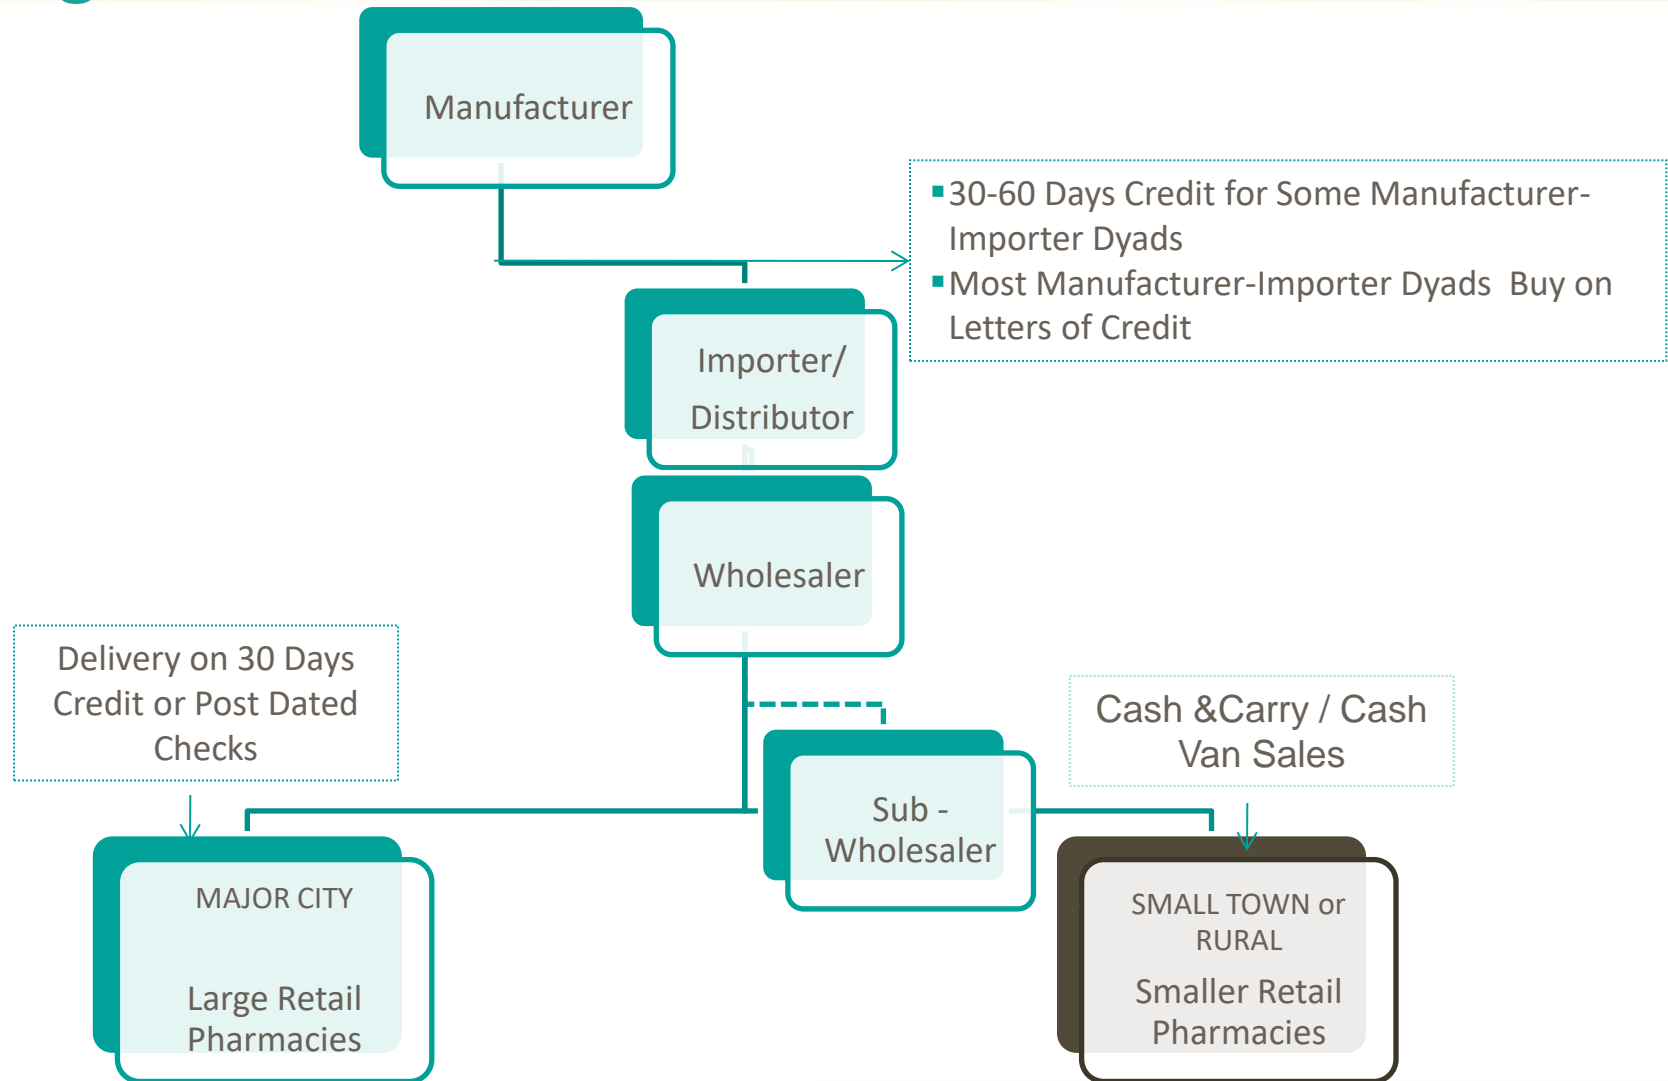 Manufacturer
▪30-60 Days Credit for Some Manufacturer-
Importer Dyads
▪Most Manufacturer-Importer Dyads  Buy on
Letters of Credit
Importer/
Distributor
Wholesaler
Delivery on 30 Days
Credit or Post Dated
Checks
Cash &Carry / Cash
Van Sales
Sub -
Wholesaler
MAJOR CITY
Large Retail
Pharmacies
SMALL TOWN or
RURAL
Smaller Retail
Pharmacies